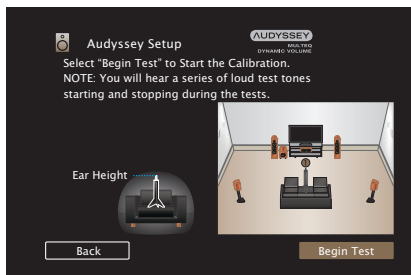 Audyssey Setup
AUDYSSEY
MULTEQ
DYNAMIC VOLUME
Select “Begin Test” to Start the Calibration.
NOTE: You will hear a series of loud test tones
starting and stopping during the tests.
Ear Height
Back
Begin Test